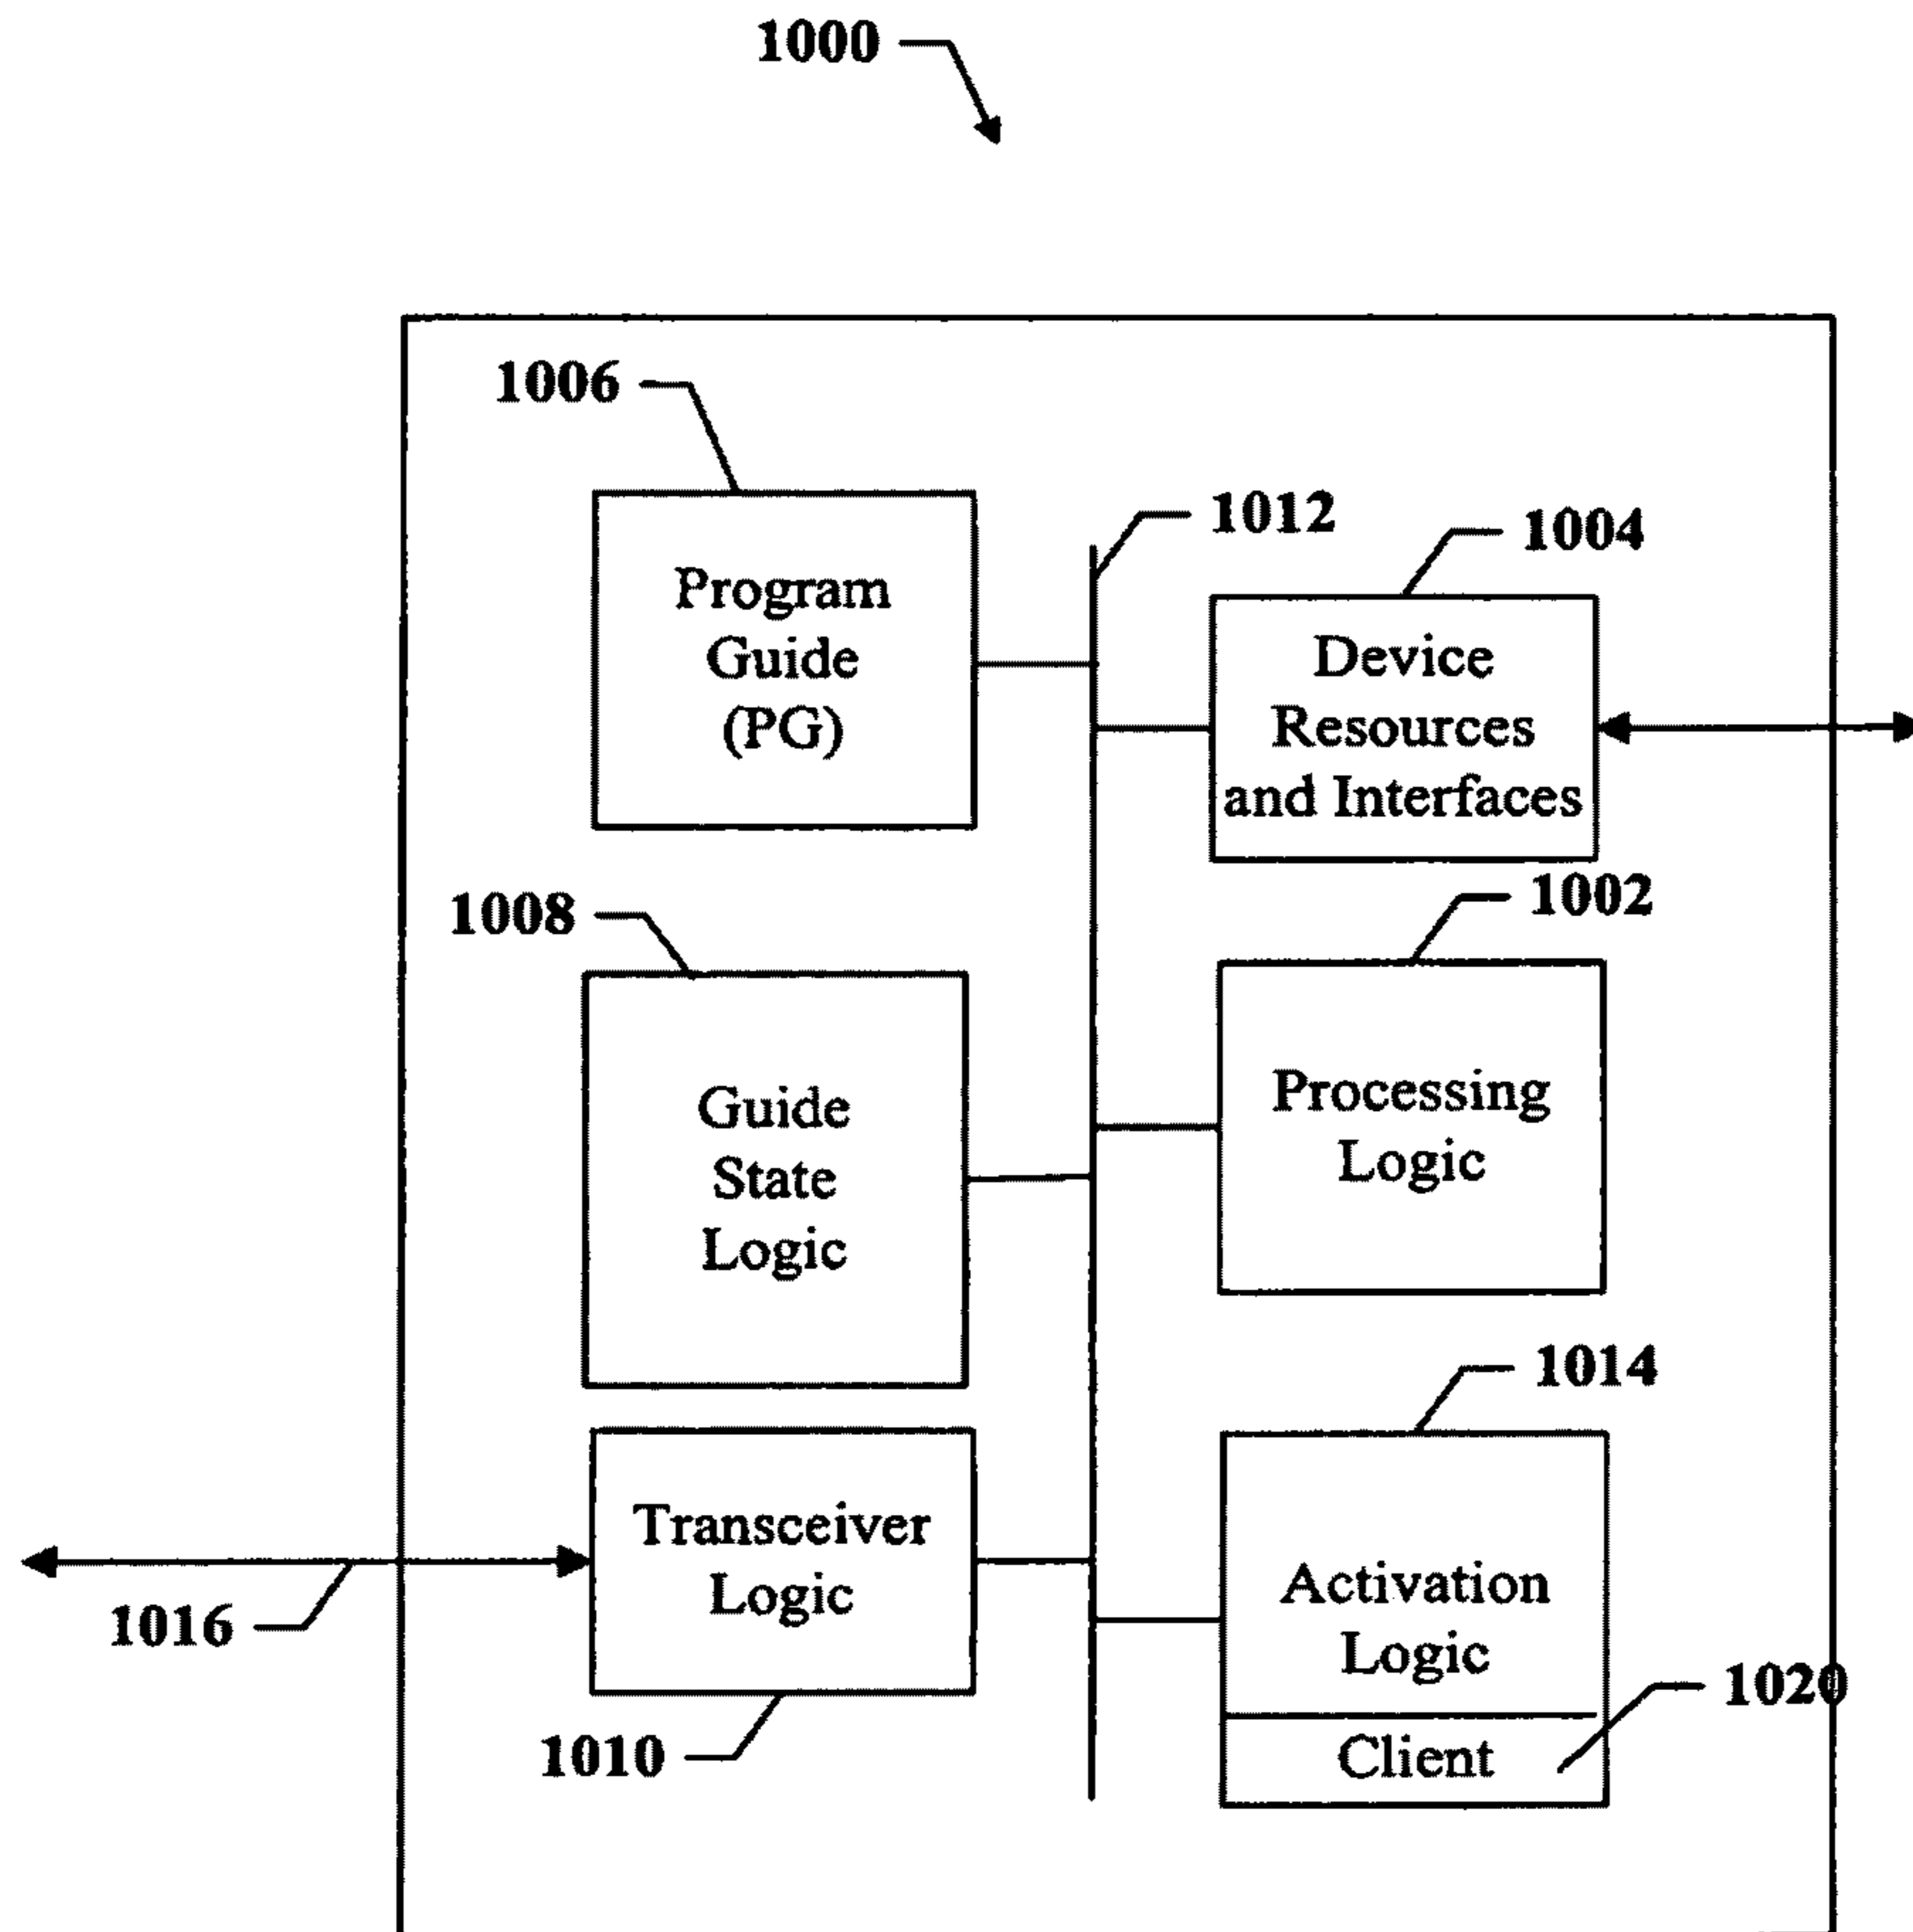 1000
1006
Program
Guide
(PG)
1012
1004
Device
Resources
and Interfaces
1008
Guide
State
Logic
1002
Processing
Logic
1014
Transceiver
Logic
1016
1010
Activation
Logic
1020
Client